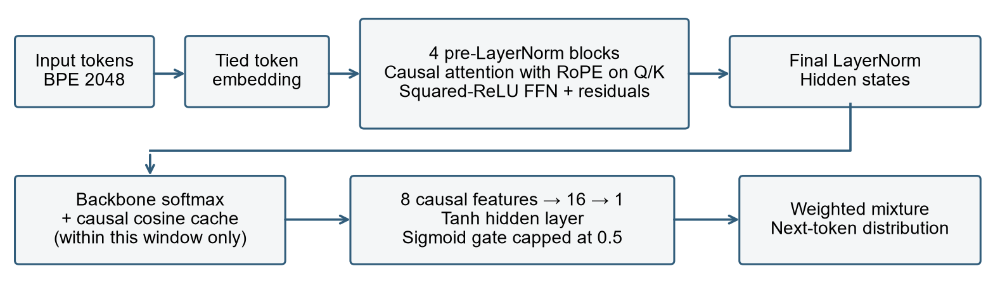 Input tokens
BPE 2048
Tied token
embedding
4 pre-LayerNorm blocks
Causal attention with RoPE on Q/K
Squared-ReLU FFN + residuals
Final LayerNorm
Hidden states
Backbone softmax
+ causal cosine cache
(within this window only)
8 causal features → 16 → 1
Tanh hidden layer
Sigmoid gate capped at 0.5
Weighted mixture
Next-token distribution